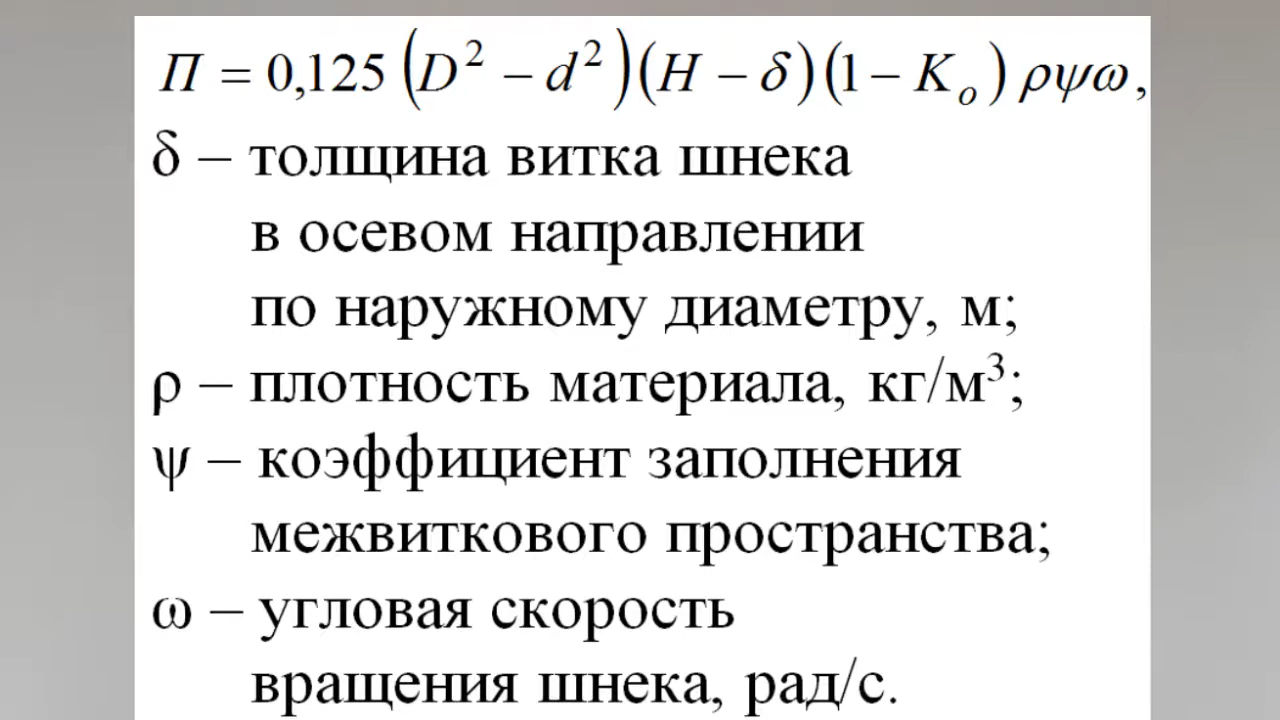 П = 0,125 (D² – d²)(H – δ)(1 – Kₒ) ρψω,
δ – толщина витка шнека
в осевом направлении
по наружному диаметру, м;
ρ – плотность материала, кг/м³;
ψ – коэффициент заполнения
межвиткового пространства;
ω – угловая скорость
вращения шнека, рад/с.